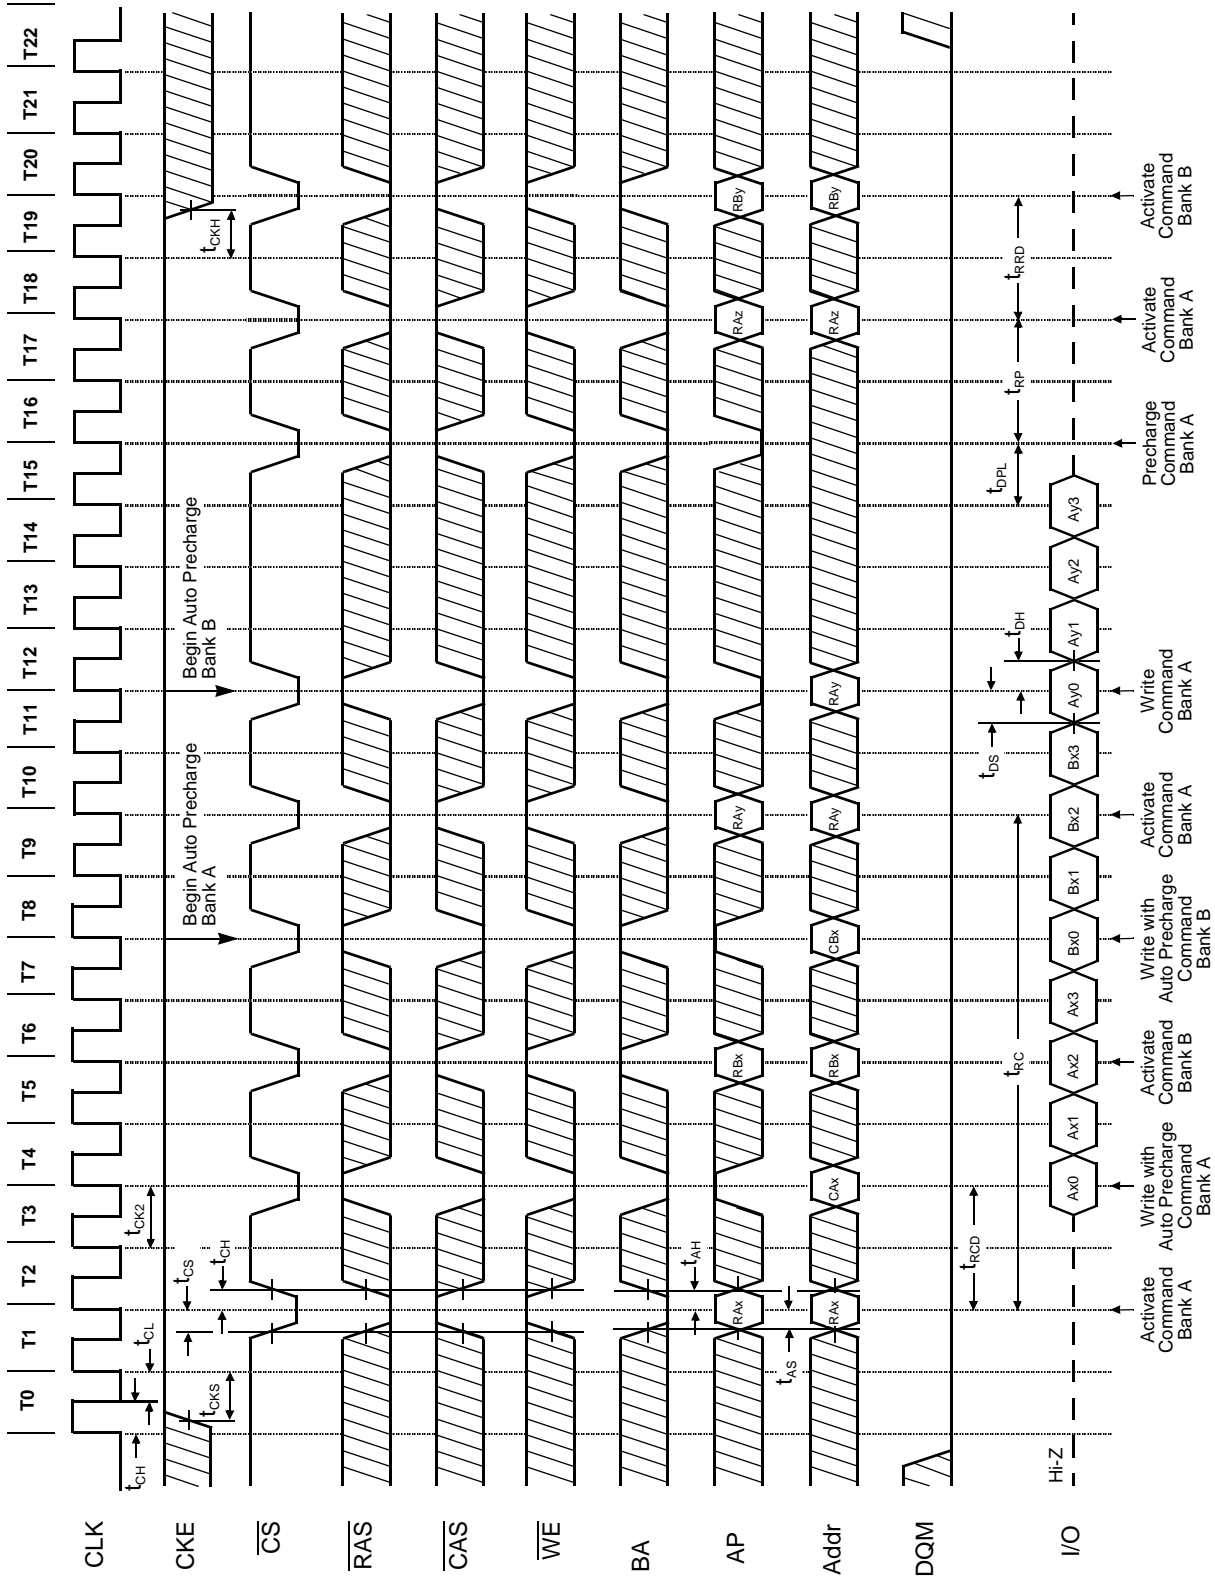 T0 T1 T2 T3 T4 T5 T6 T7 T8 T9 T10 T11 T12 T13 T14 T15 T16 T17 T18 T19 T20 T21 T22
CLK
tCH
tCL
tCK2
CKE
tCKS
tCS
Begin Auto Precharge
Bank A
Begin Auto Precharge
Bank B
tCKH
CS
tCH
RAS
CAS
WE
BA
tAH
AP
RAx
RBx
RAy
RAz
RBy
tAS
Addr
RAx
CAx
RBx
CBx
RAy
RAy
RAz
RBy
DQM
tRCD
tRC
tDS
tDH
tDPL
tRP
tRRD
I/O
Hi-Z
Ax0
Ax1
Ax2
Ax3
Bx0
Bx1
Bx2
Bx3
Ay0
Ay1
Ay2
Ay3
Activate
Command
Bank A
Write with
Auto Precharge
Command
Bank A
Activate
Command
Bank B
Write with
Auto Precharge
Command
Bank B
Activate
Command
Bank A
Write
Command
Bank A
Precharge
Command
Bank A
Activate
Command
Bank A
Activate
Command
Bank B